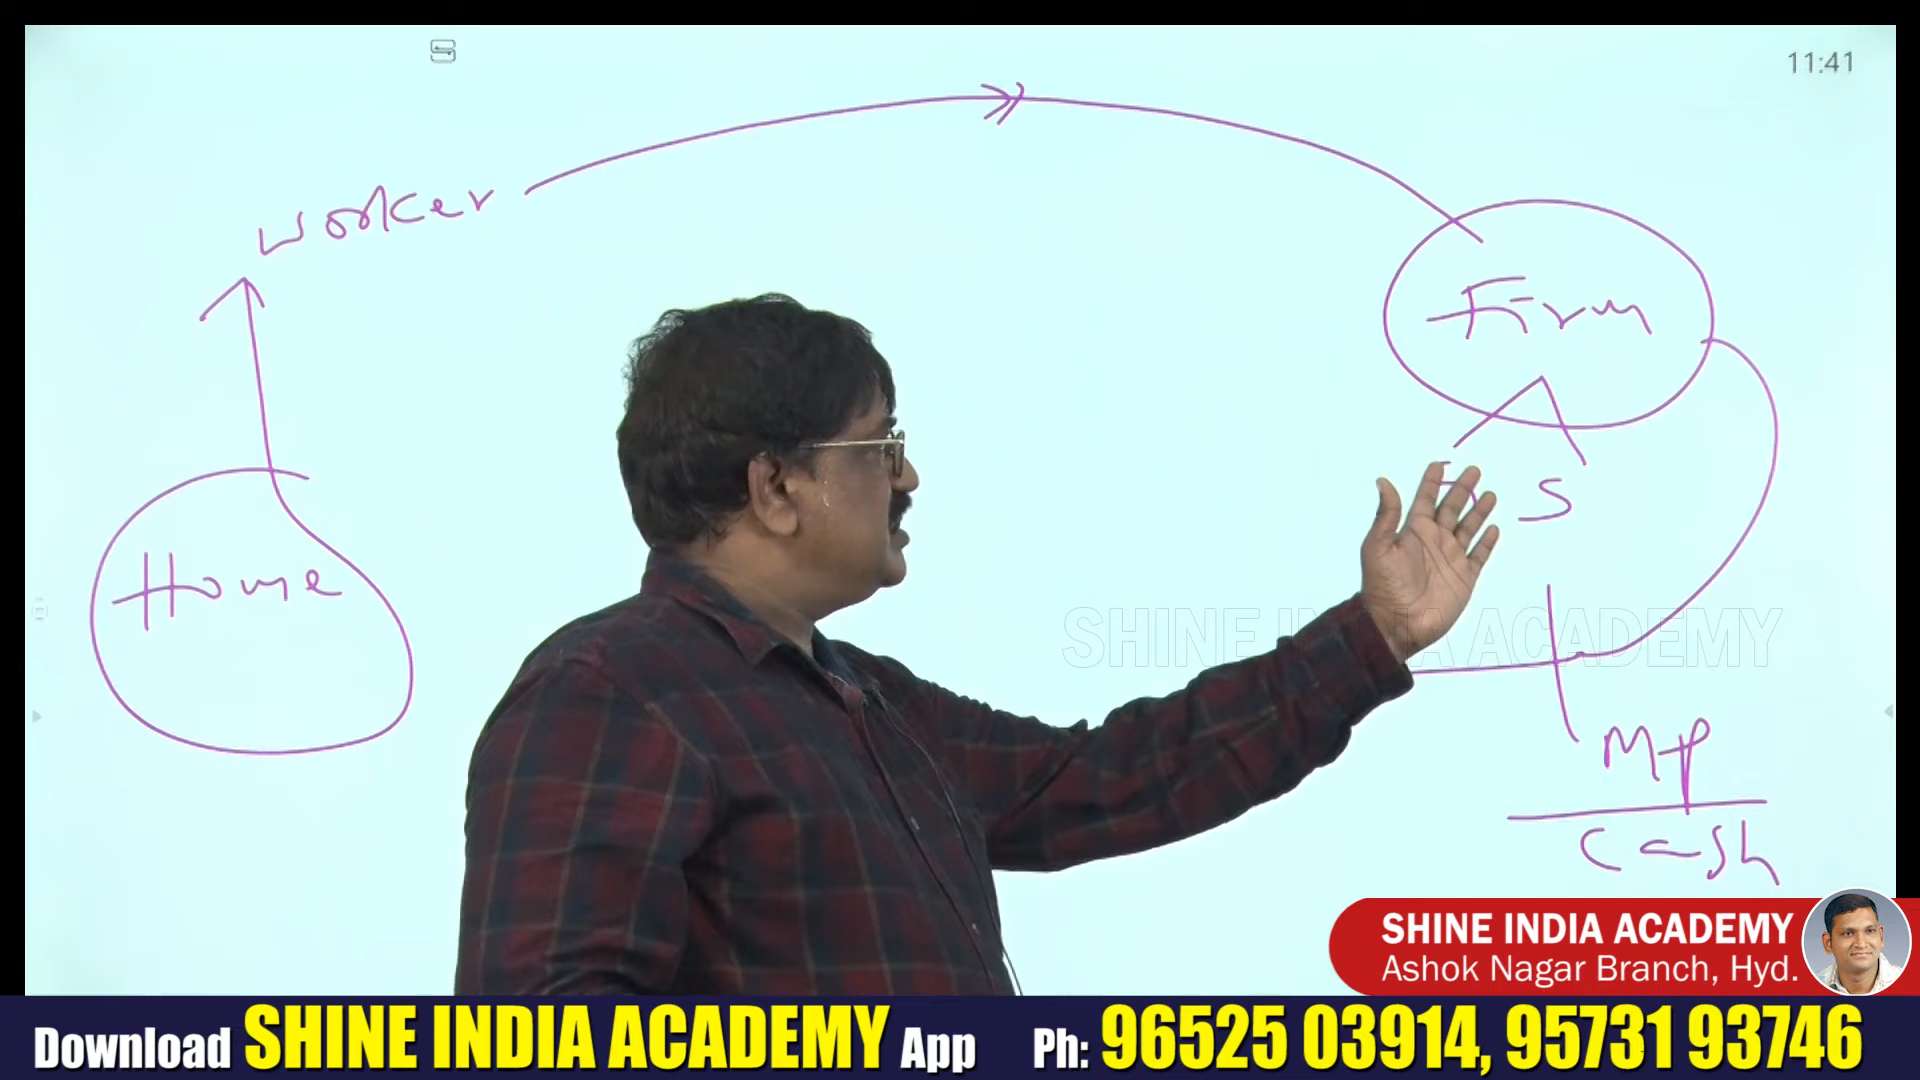 11:41
worker
Firm
S
Home
SHINE INDIA ACADEMY
MP
cash
SHINE INDIA ACADEMY
Ashok Nagar Branch, Hyd.
Download SHINE INDIA ACADEMY App Ph: 96525 03914, 95731 93746